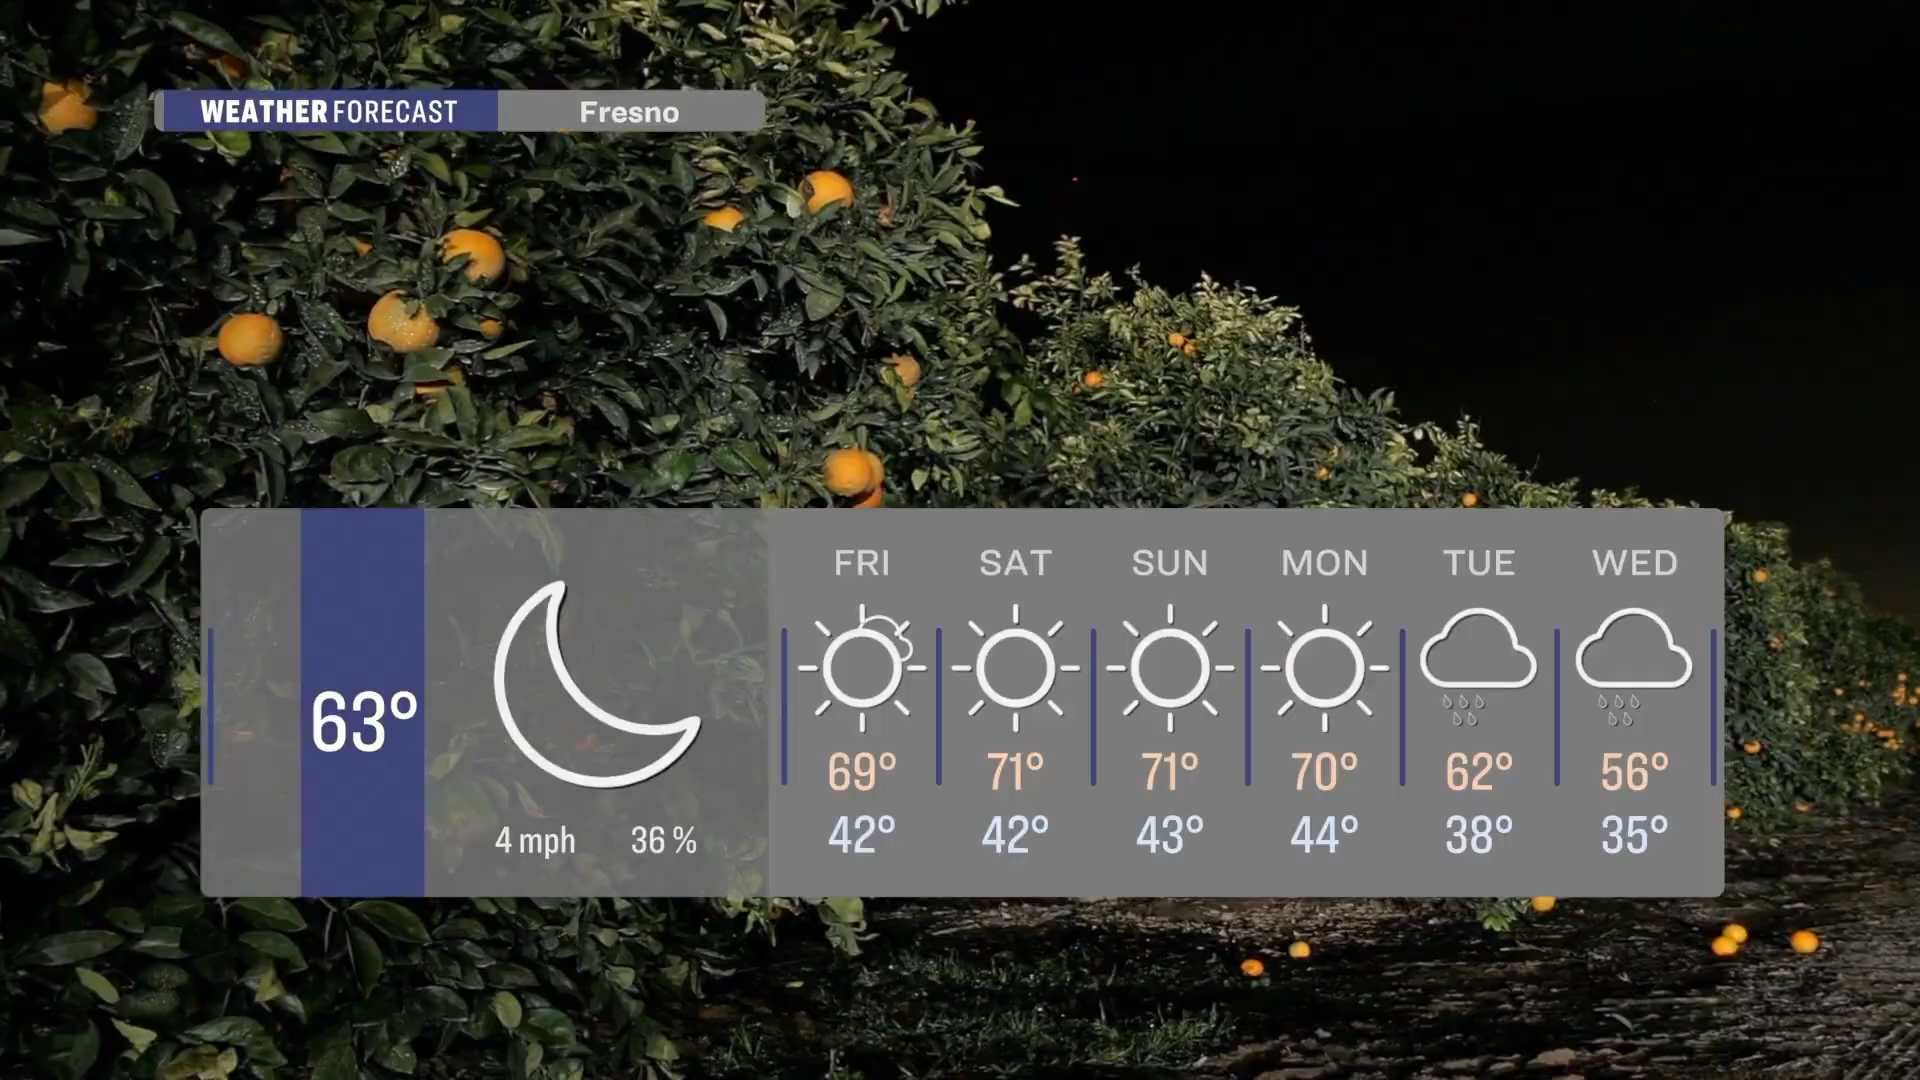 WEATHER FORECAST Fresno
FRI SAT SUN MON TUE WED
63°
69° 71° 71° 70° 62° 56°
4 mph 36 % 42° 42° 43° 44° 38° 35°